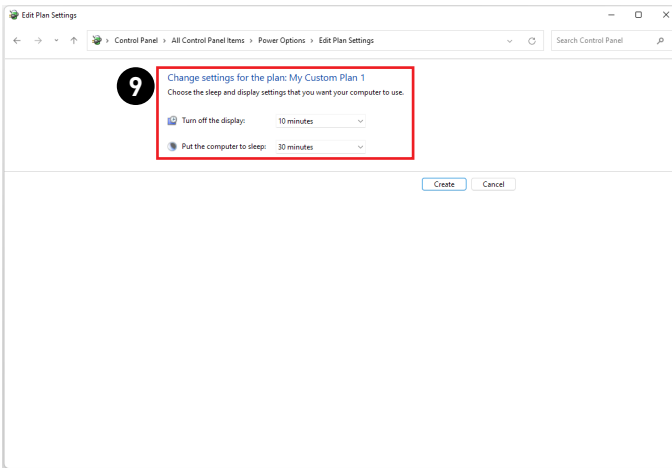 Edit Plan Settings
Control Panel > All Control Panel Items > Power Options > Edit Plan Settings
Search Control Panel
9
Change settings for the plan: My Custom Plan 1
Choose the sleep and display settings that you want your computer to use.
Turn off the display: 10 minutes
Put the computer to sleep: 30 minutes
Create Cancel